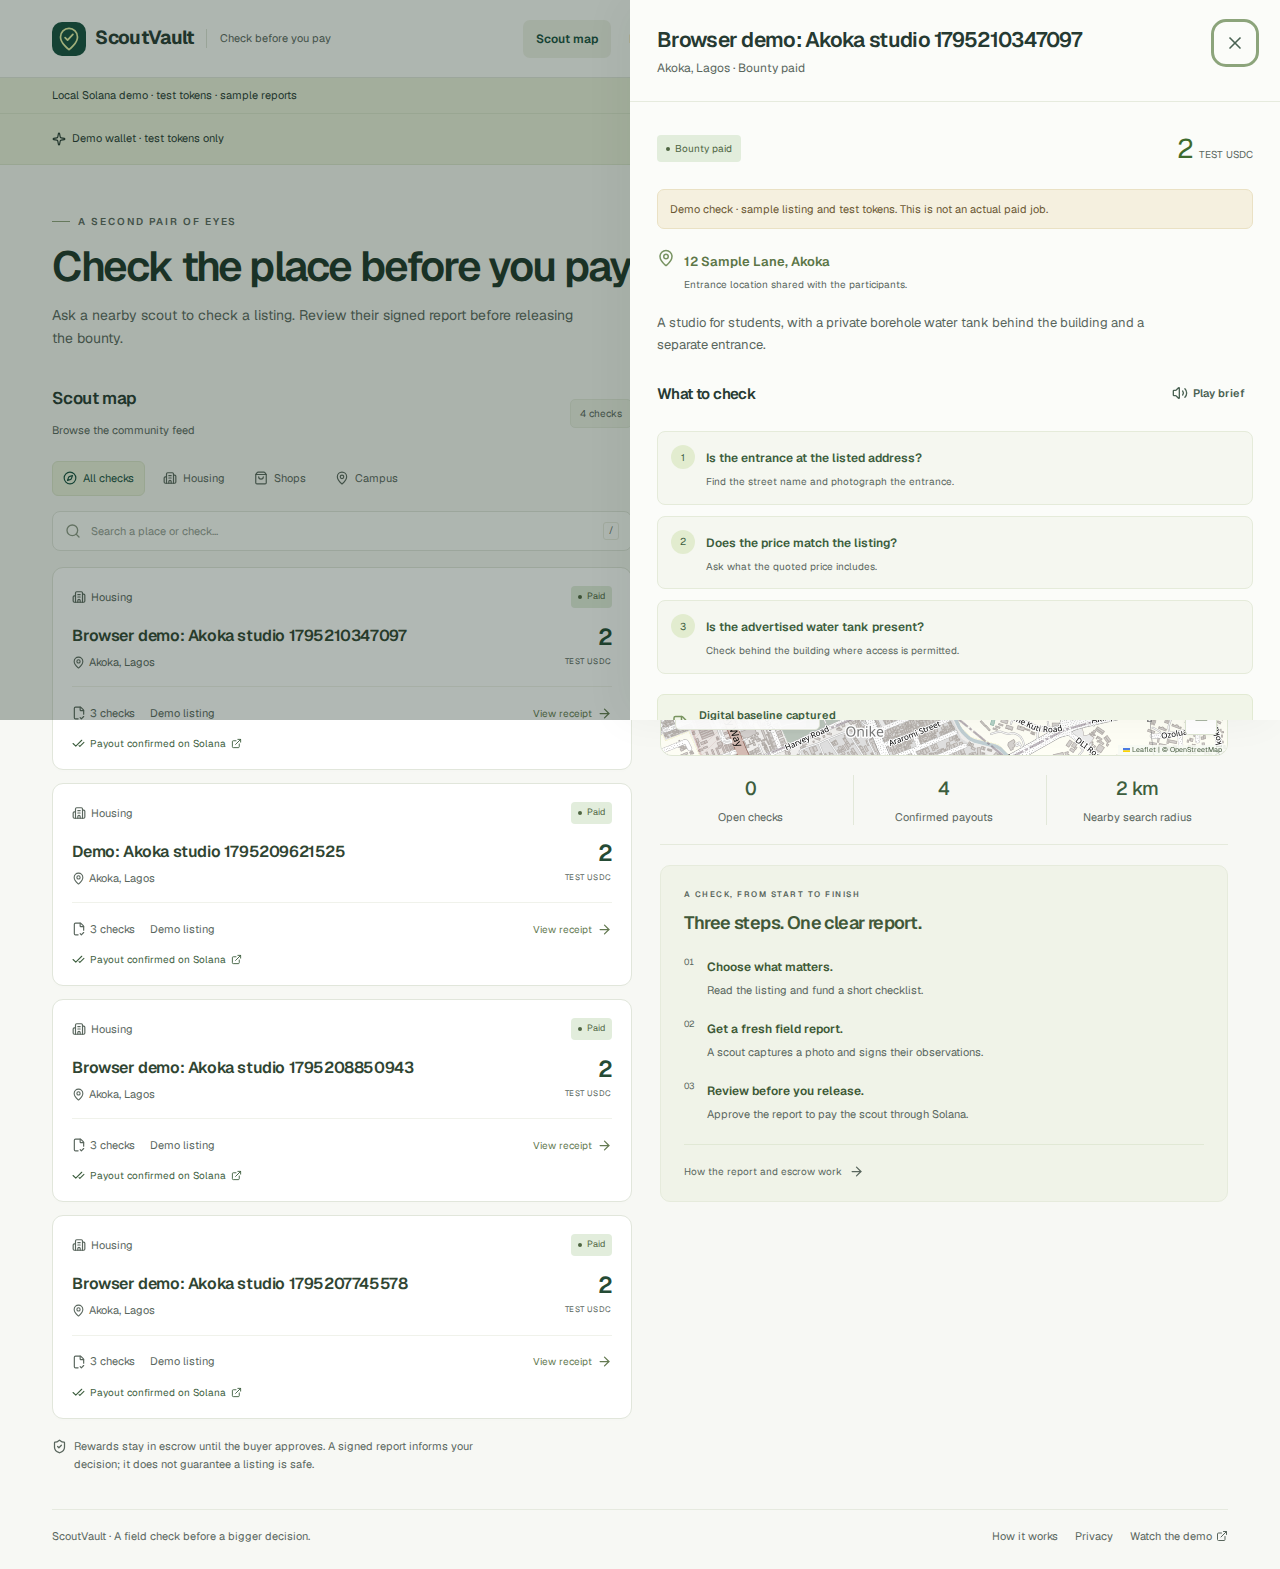 ScoutVault
Check before you pay
Scout map
Local Solana demo · test tokens · sample reports
Demo wallet · test tokens only
A SECOND PAIR OF EYES
Check the place before you pay
Ask a nearby scout to check a listing. Review their signed report before releasing
the bounty.
Scout map
4 checks
Browse the community feed
All checks
Housing
Shops
Campus
Search a place or check...
/
Housing
Paid
Browser demo: Akoka studio 1795210347097
2
Akoka, Lagos
TEST USDC
3 checks
Demo listing
View receipt
Payout confirmed on Solana
Housing
Paid
Demo: Akoka studio 1795209621525
2
Akoka, Lagos
TEST USDC
3 checks
Demo listing
View receipt
Payout confirmed on Solana
Housing
Paid
Browser demo: Akoka studio 1795208850943
2
Akoka, Lagos
TEST USDC
3 checks
Demo listing
View receipt
Payout confirmed on Solana
Housing
Paid
Browser demo: Akoka studio 1795207745578
2
Akoka, Lagos
TEST USDC
3 checks
Demo listing
View receipt
Payout confirmed on Solana
Rewards stay in escrow until the buyer approves. A signed report informs your
decision; it does not guarantee a listing is safe.
Browser demo: Akoka studio 1795210347097
Akoka, Lagos · Bounty paid
Bounty paid
2 TEST USDC
Demo check · sample listing and test tokens. This is not an actual paid job.
12 Sample Lane, Akoka
Entrance location shared with the participants.
A studio for students, with a private borehole water tank behind the building and a
separate entrance.
What to check
Play brief
1
Is the entrance at the listed address?
Find the street name and photograph the entrance.
2
Does the price match the listing?
Ask what the quoted price includes.
3
Is the advertised water tank present?
Check behind the building where access is permitted.
Digital baseline captured
Way
Harvey Road
Onike
Araromi Street
Kuti Road
DLI Ro
Ozolua
Leaflet | © OpenStreetMap
0
Open checks
4
Confirmed payouts
2 km
Nearby search radius
A CHECK, FROM START TO FINISH
Three steps. One clear report.
01
Choose what matters.
Read the listing and fund a short checklist.
02
Get a fresh field report.
A scout captures a photo and signs their observations.
03
Review before you release.
Approve the report to pay the scout through Solana.
How the report and escrow work
ScoutVault · A field check before a bigger decision.
How it works
Privacy
Watch the demo